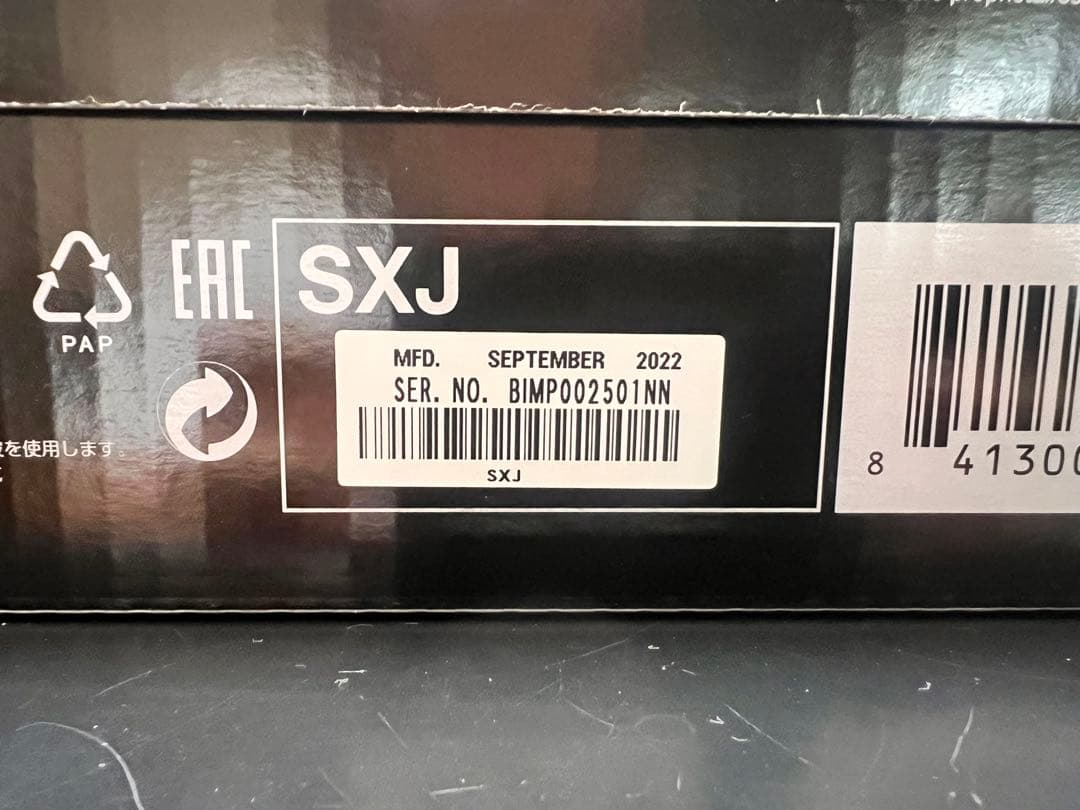 PAP
EAC
を使用します。
SXJ
MFD. SEPTEMBER 2022
SER. NO. BIMP002501NN
SXJ
8 41300